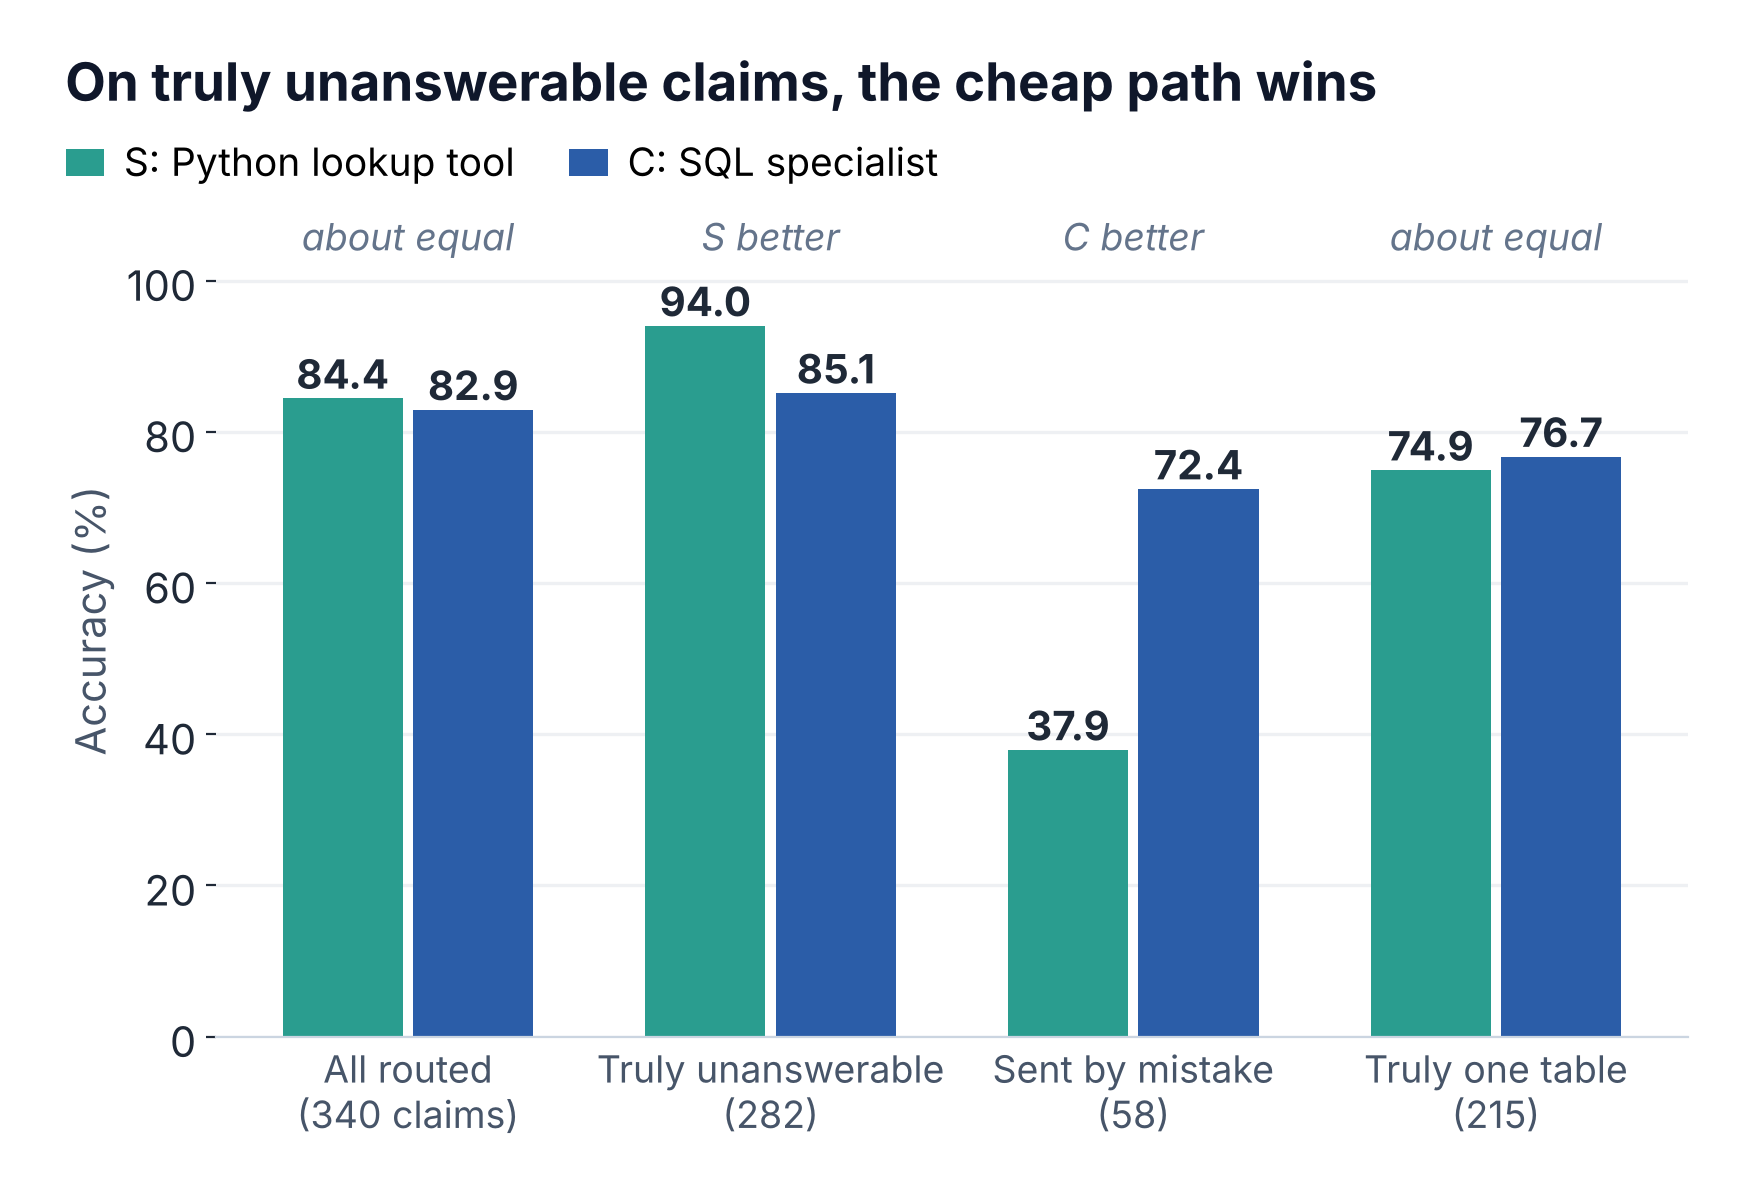 On truly unanswerable claims, the cheap path wins
S: Python lookup tool
C: SQL specialist
about equal
S better
C better
about equal
Accuracy (%)
100
80
60
40
20
0
84.4
82.9
94.0
85.1
37.9
72.4
74.9
76.7
All routed
(340 claims)
Truly unanswerable
(282)
Sent by mistake
(58)
Truly one table
(215)